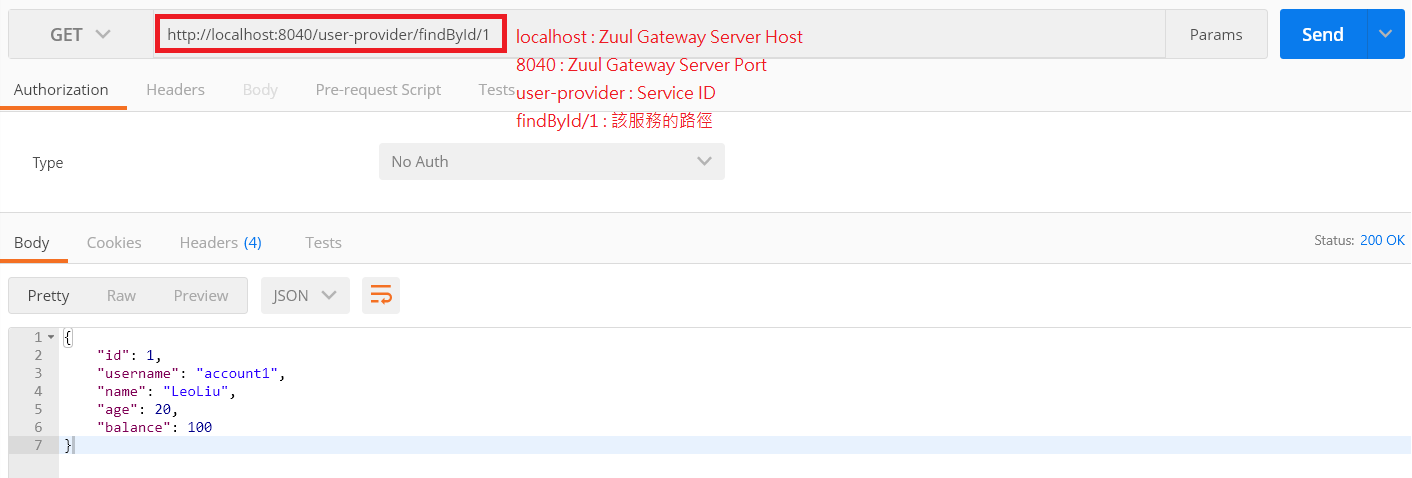 GET http://localhost:8040/user-provider/findById/1 Params Send
localhost : Zuul Gateway Server Host
8040 : Zuul Gateway Server Port
user-provider : Service ID
findById/1 : 該服務的路徑
Authorization Headers Body Pre-request Script Tests
Type No Auth
Body Cookies Headers (4) Tests Status: 200 OK
Pretty Raw Preview JSON
1 {
2 "id": 1,
3 "username": "account1",
4 "name": "LeoLiu",
5 "age": 20,
6 "balance": 100
7 }